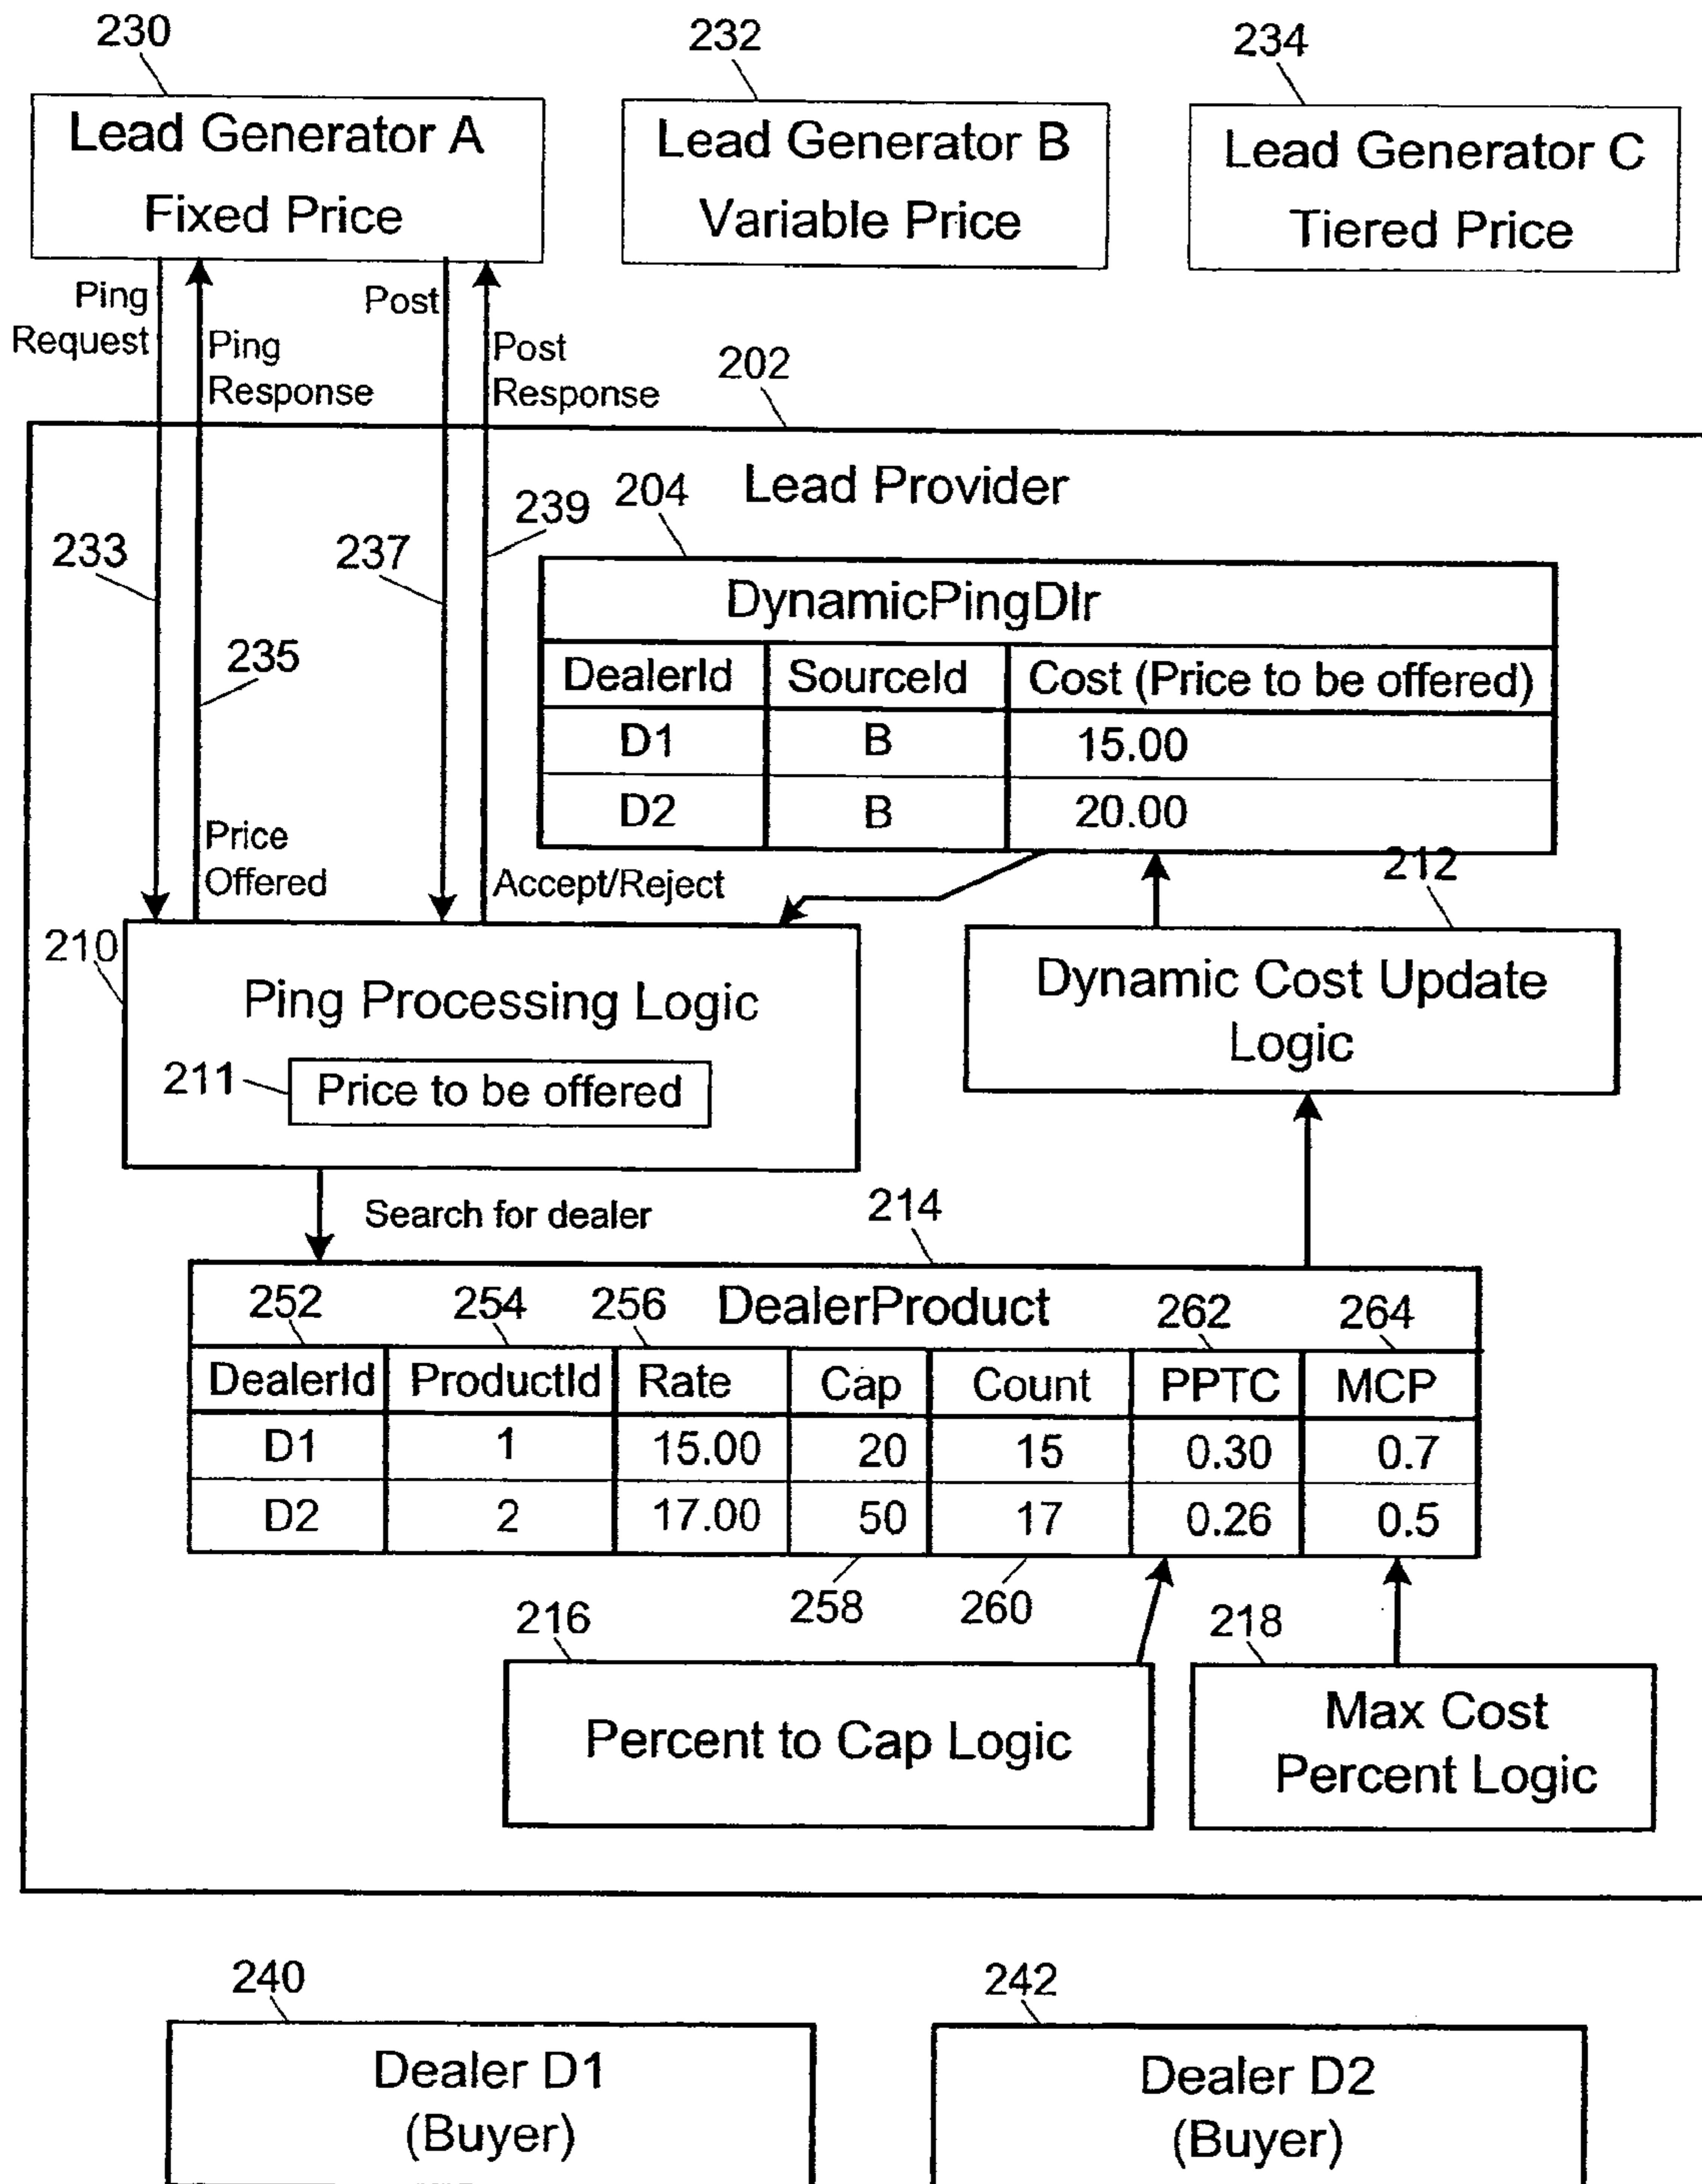 230
232
234
Lead Generator A
Fixed Price
Lead Generator B
Variable Price
Lead Generator C
Tiered Price
Ping
Request
Ping
Response
Post
Post
Response
202
Lead Provider
204
239
233
237
235
DynamicPingDlr
DealerId SourceId Cost (Price to be offered)
D1 B 15.00
D2 B 20.00
Price
Offered
Accept/Reject
212
210
Ping Processing Logic
211
Price to be offered
Dynamic Cost Update
Logic
Search for dealer
214
252 254 256 DealerProduct 262 264
DealerId ProductId Rate Cap Count PPTC MCP
D1 1 15.00 20 15 0.30 0.7
D2 2 17.00 50 17 0.26 0.5
258 260
216
218
Percent to Cap Logic
Max Cost
Percent Logic
240
242
Dealer D1
(Buyer)
Dealer D2
(Buyer)